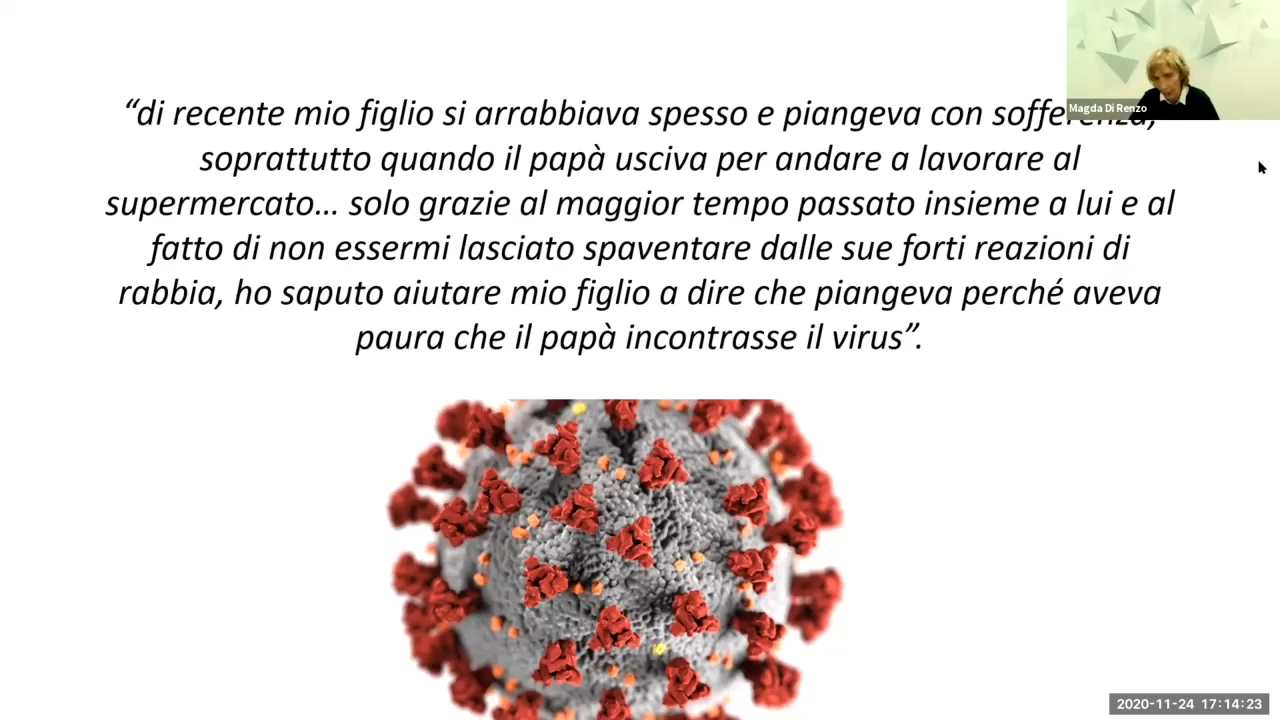 Magda Di Renzo
“di recente mio figlio si arrabbiava spesso e piangeva con sofferenza,
soprattutto quando il papà usciva per andare a lavorare al
supermercato… solo grazie al maggior tempo passato insieme a lui e al
fatto di non essermi lasciato spaventare dalle sue forti reazioni di
rabbia, ho saputo aiutare mio figlio a dire che piangeva perché aveva
paura che il papà incontrasse il virus”.
2020-11-24 17:14:23